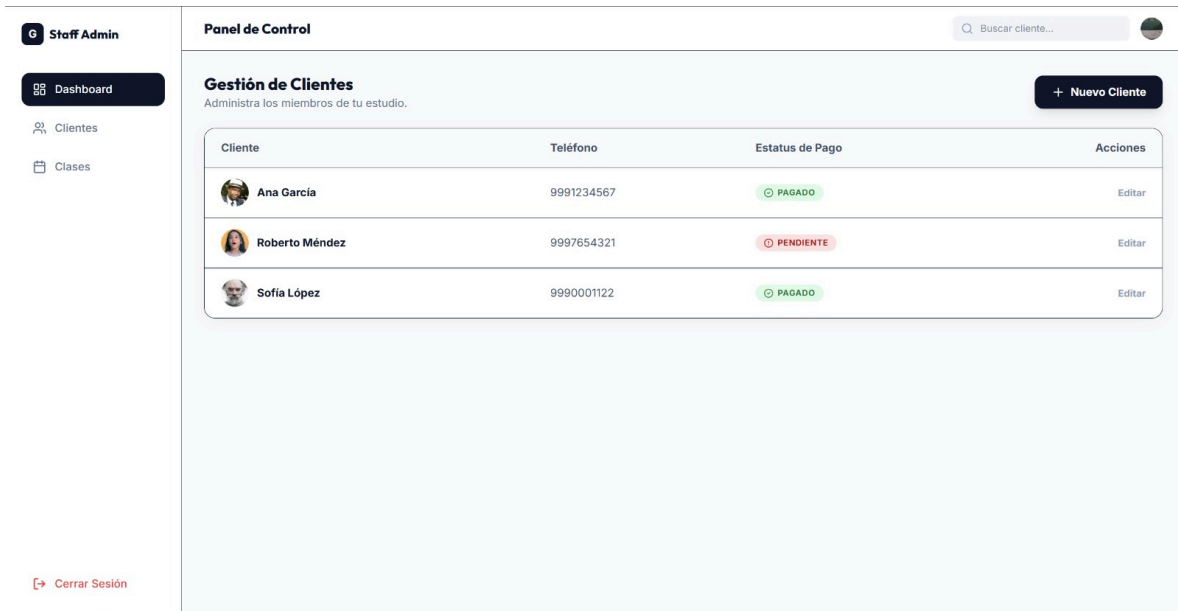 G Staff Admin
Panel de Control
Buscar cliente...
Dashboard
Clientes
Clases
Gestión de Clientes
Administra los miembros de tu estudio.
+ Nuevo Cliente
Cliente Teléfono Estatus de Pago Acciones
Ana García 9991234567 PAGADO Editar
Roberto Méndez 9997654321 PENDIENTE Editar
Sofía López 9990001122 PAGADO Editar
Cerrar Sesión